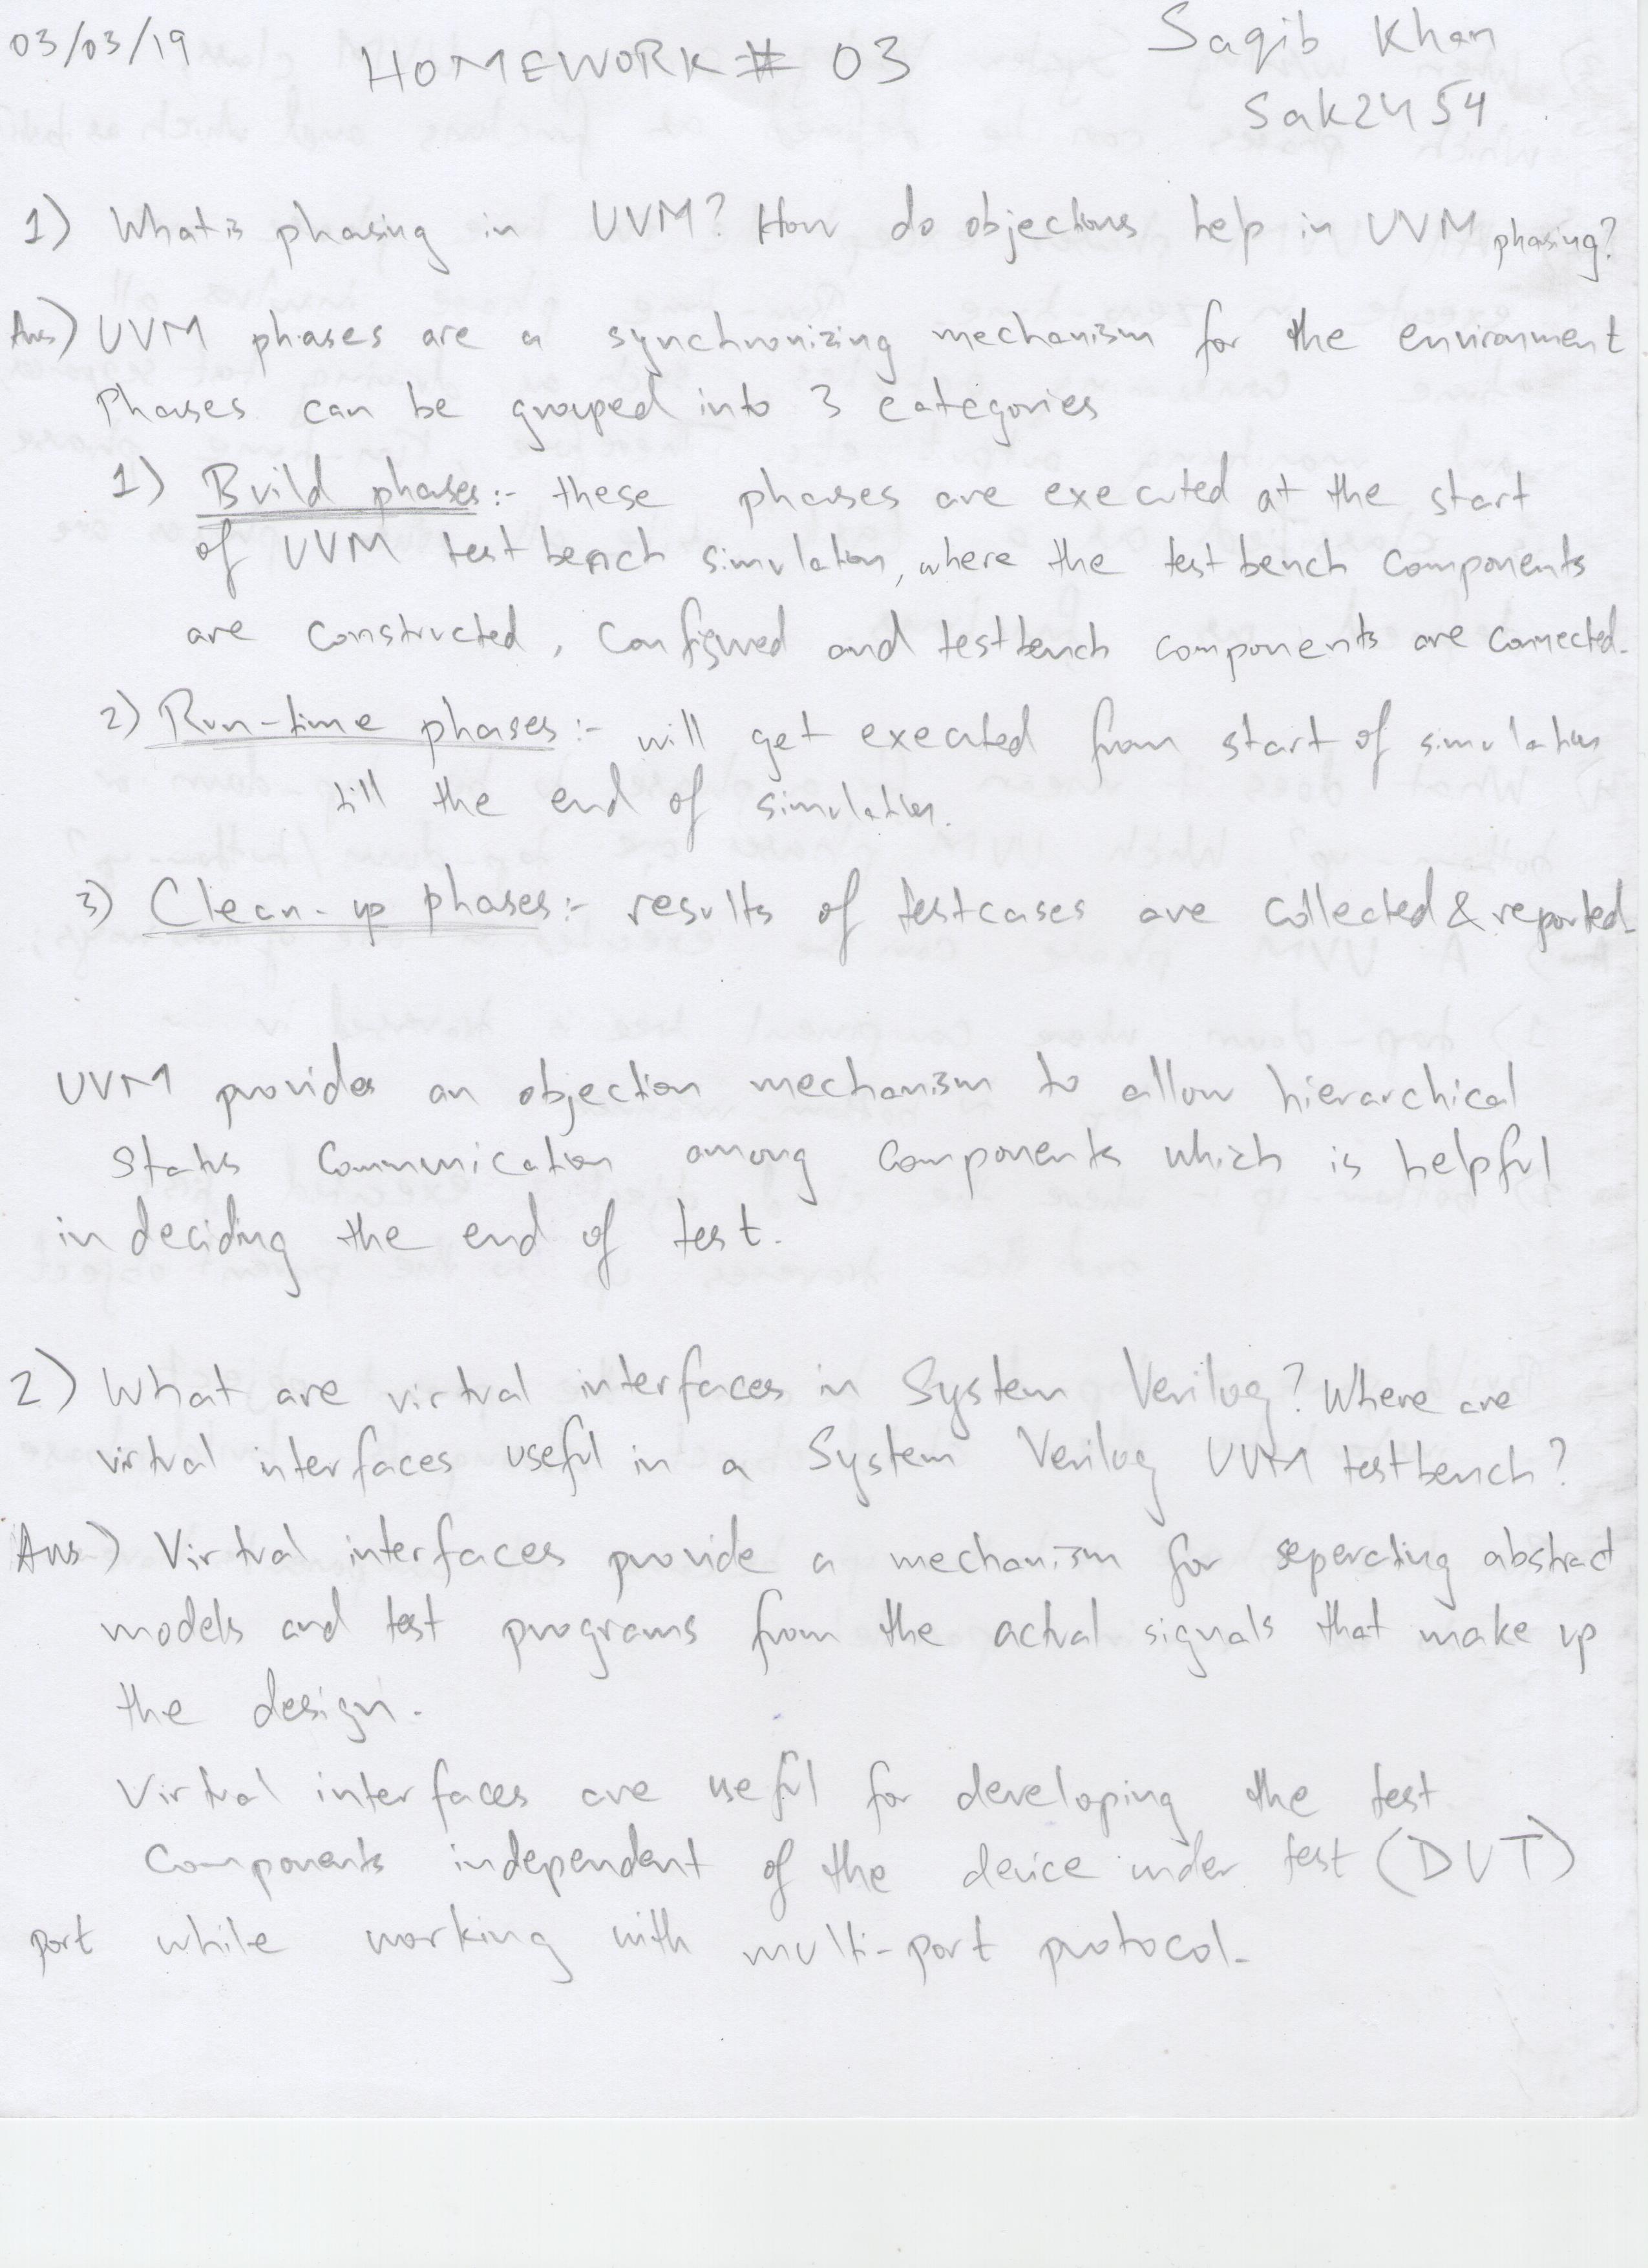 03/03/19
HOMEWORK # 03
Saqib Khan
Sak2454
1) What is phasing in UVM? How do objections help in UVM phasing?
Ans) UVM phases are a synchronizing mechanism for the environment
Phases can be grouped into 3 categories
1) Build phases:- these phases are executed at the start
of UVM testbench simulation, where the testbench components
are constructed, configured and testbench components are connected.
2) Run-time phases:- will get executed from start of simulation
till the end of simulation.
3) Clean-up phases:- results of testcases are collected & reported.
UVM provides an objection mechanism to allow hierarchical
status communication among components which is helpful
in deciding the end of test.
2) What are virtual interfaces in System Verilog? Where are
virtual interfaces useful in a System Verilog UVM testbench?
Ans) Virtual interfaces provide a mechanism for seperating abstract
models and test programs from the actual signals that make up
the design.
Virtual interfaces are useful for developing the test
components independent of the device under test (DUT)
port while working with multi-port protocol.